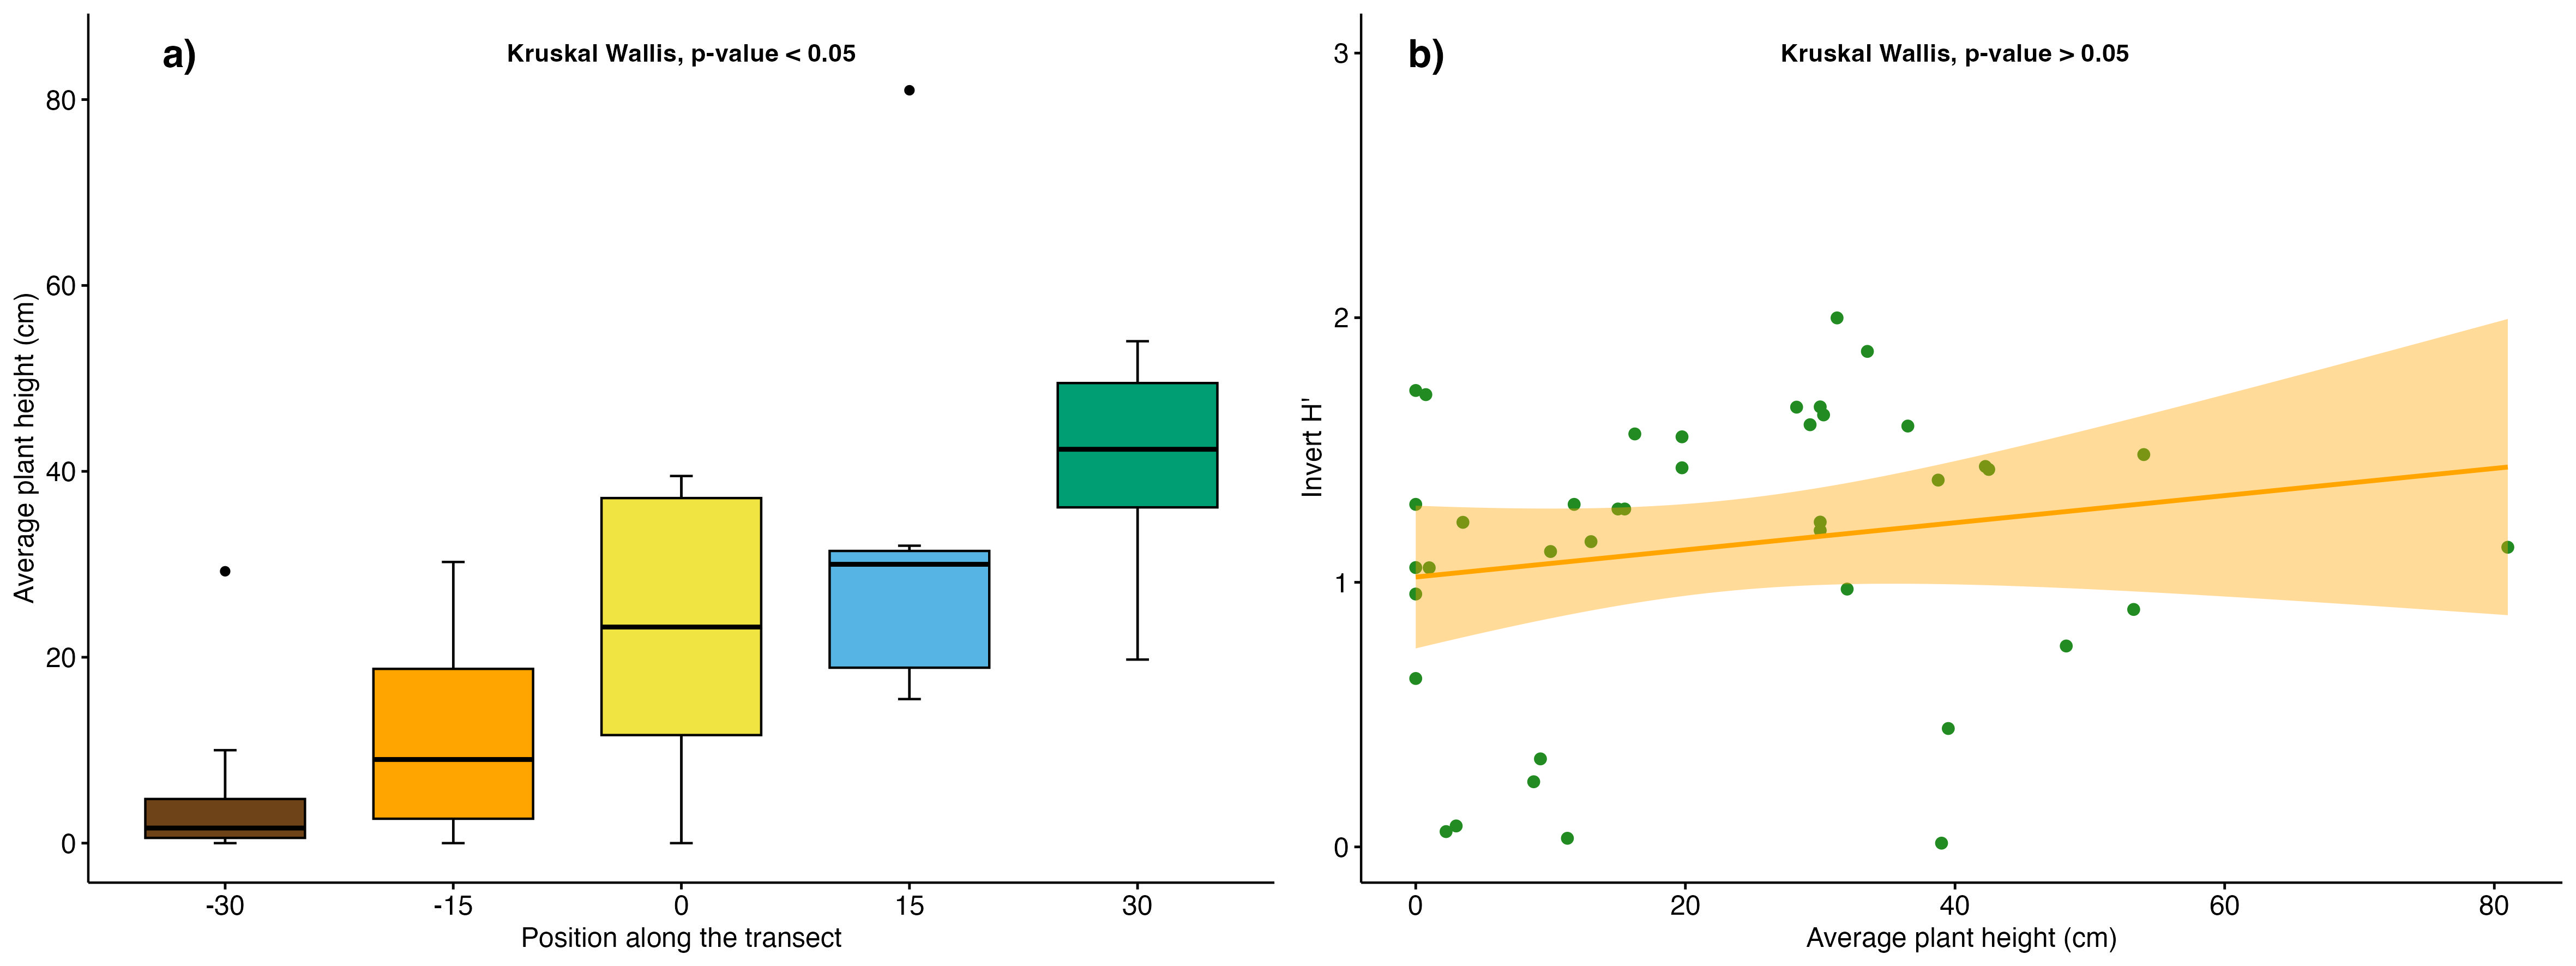 a)
Kruskal Wallis, p-value < 0.05
80
60
40
20
0
Average plant height (cm)
-30
-15
0
15
30
Position along the transect
b)
Kruskal Wallis, p-value > 0.05
3
2
1
0
Invert H'
0
20
40
60
80
Average plant height (cm)